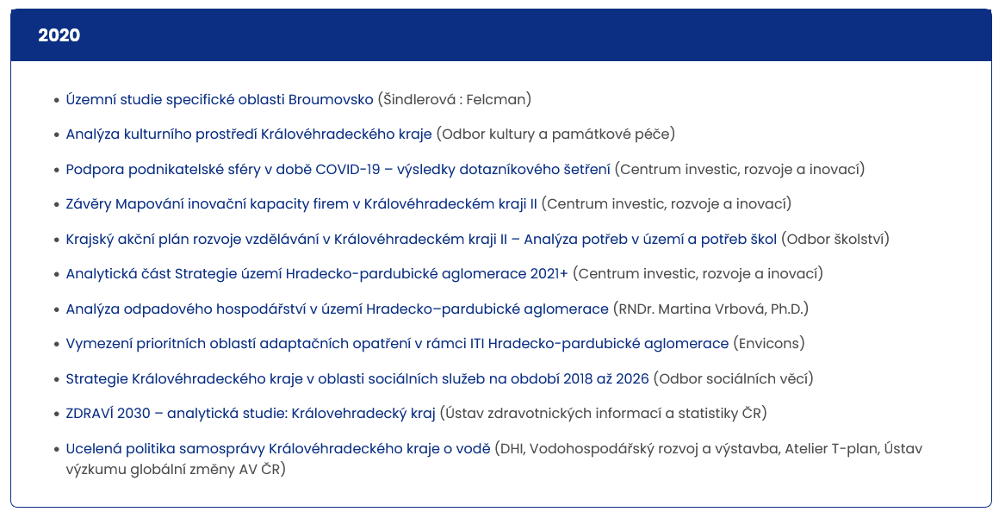 2020
• Územní studie specifické oblasti Broumovsko (Šindlerová : Felcman)
• Analýza kulturního prostředí Královéhradeckého kraje (Odbor kultury a památkové péče)
• Podpora podnikatelské sféry v době COVID-19 – výsledky dotazníkového šetření (Centrum investic, rozvoje a inovací)
• Závěry Mapování inovační kapacity firem v Královéhradeckém kraji II (Centrum investic, rozvoje a inovací)
• Krajský akční plán rozvoje vzdělávání v Královéhradeckém kraji II – Analýza potřeb v území a potřeb škol (Odbor školství)
• Analytická část Strategie území Hradecko-pardubické aglomerace 2021+ (Centrum investic, rozvoje a inovací)
• Analýza odpadového hospodářství v území Hradecko–pardubické aglomerace (RNDr. Martina Vrbová, Ph.D.)
• Vymezení prioritních oblastí adaptačních opatření v rámci ITI Hradecko-pardubické aglomerace (Envicons)
• Strategie Královéhradeckého kraje v oblasti sociálních služeb na období 2018 až 2026 (Odbor sociálních věcí)
• ZDRAVÍ 2030 – analytická studie: Královehradecký kraj (Ústav zdravotnických informací a statistiky ČR)
• Ucelená politika samosprávy Královéhradeckého kraje o vodě (DHI, Vodohospodářský rozvoj a výstavba, Atelier T-plan, Ústav
výzkumu globální změny AV ČR)